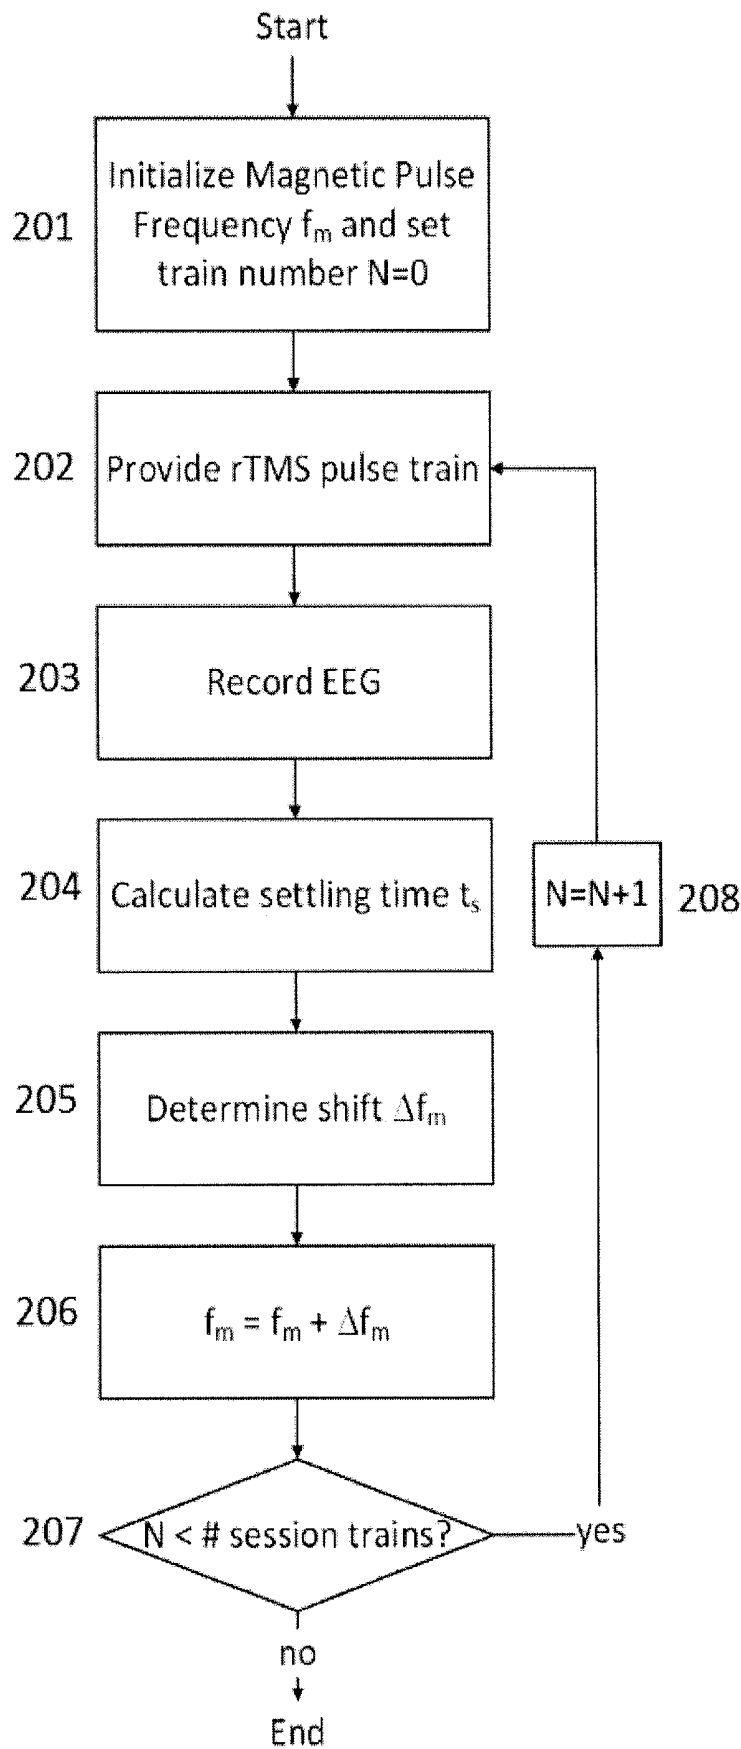 Start
201
Initialize Magnetic Pulse
Frequency fₘ and set
train number N=0
202
Provide rTMS pulse train
203
Record EEG
204
Calculate settling time tₛ
N=N+1
208
205
Determine shift Δfₘ
206
fₘ = fₘ + Δfₘ
207
N < # session trains?
yes
no
End